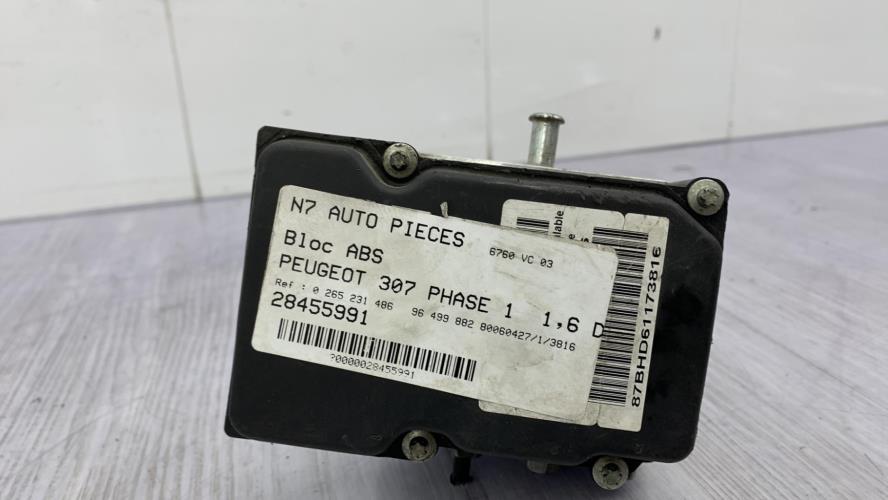 N7 AUTO PIECES
6760 VC 03
Bloc ABS
PEUGEOT 307 PHASE 1 1,6 D
Ref : 0 265 231 486 96 499 882 80060427/1/3816
28455991
?0000028455991
87BHD61173816